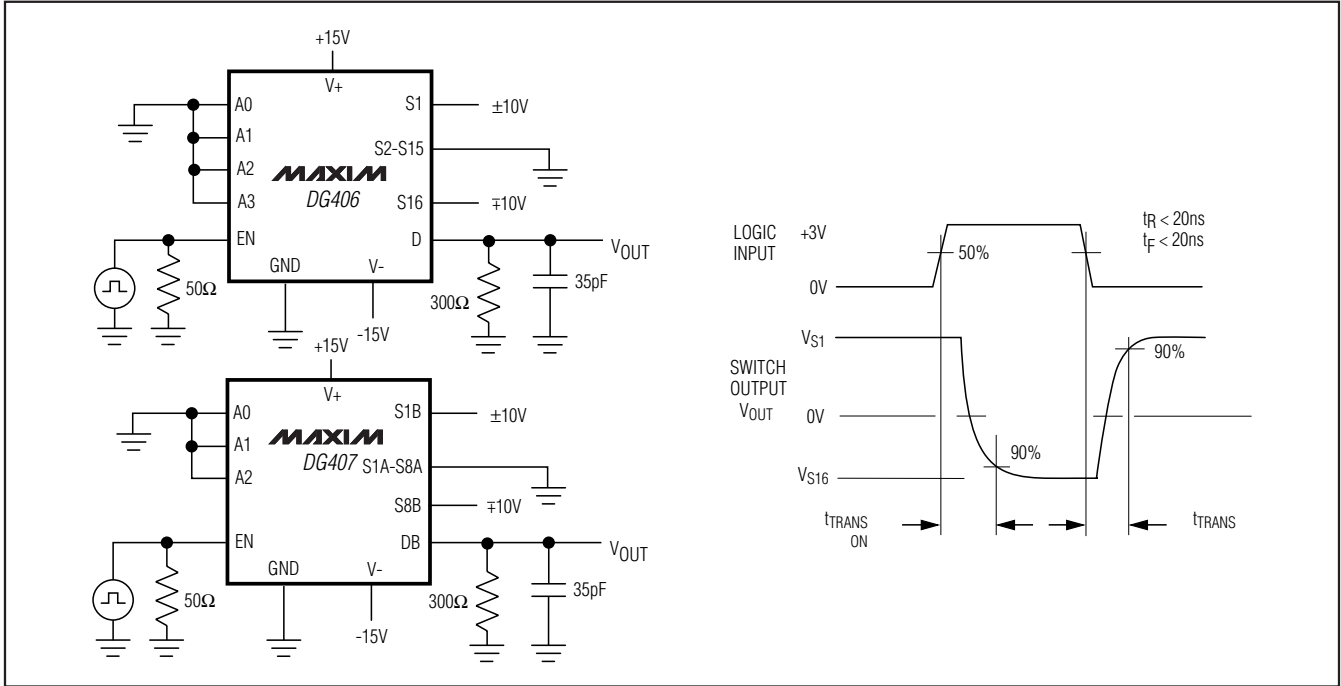 +15V
V+
A0
S1
±10V
A1
S2-S15
A2
MAXIM
DG406
A3
S16
∓10V
EN
D
VOUT
GND
V-
50Ω
300Ω
35pF
-15V
+15V
V+
A0
S1B
±10V
A1
MAXIM
A2
DG407
S1A-S8A
S8B
∓10V
EN
DB
VOUT
GND
V-
50Ω
300Ω
35pF
-15V
LOGIC
INPUT
+3V
50%
0V
tR < 20ns
tF < 20ns
VS1
90%
SWITCH
OUTPUT
VOUT
0V
90%
VS16
tTRANS
ON
tTRANS